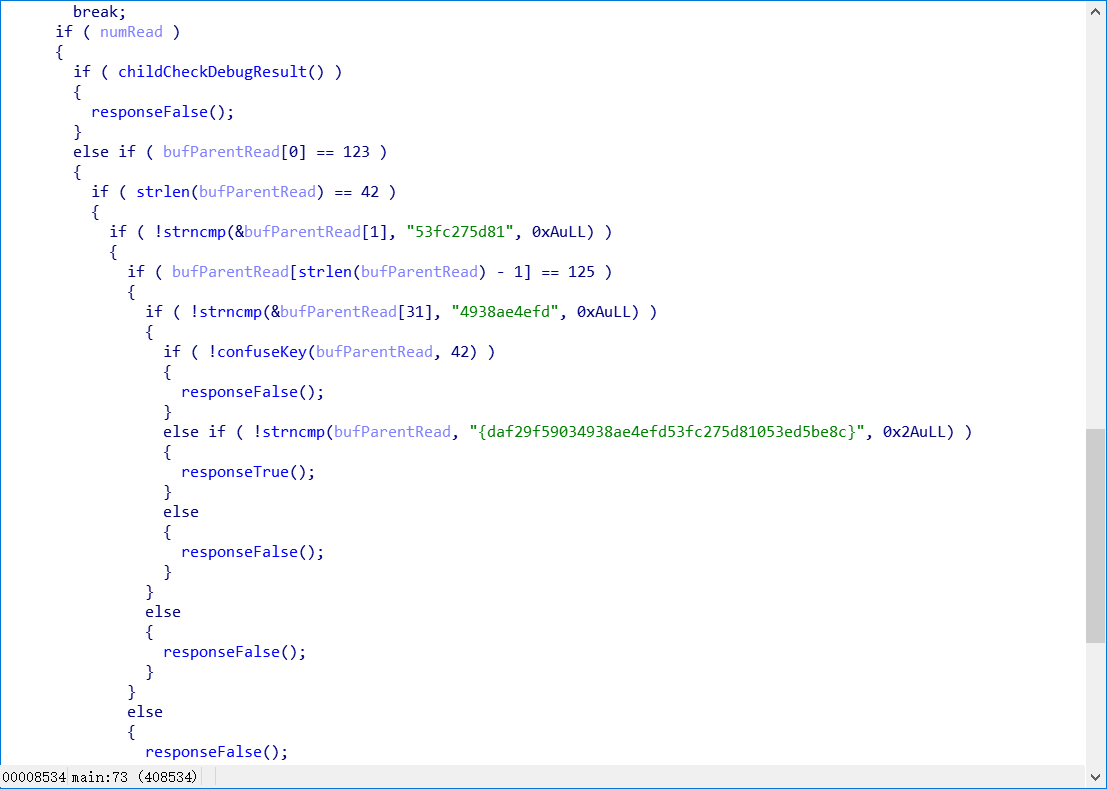 break;
if ( numRead )
{
if ( childCheckDebugResult() )
{
responseFalse();
}
else if ( bufParentRead[0] == 123 )
{
if ( strlen(bufParentRead) == 42 )
{
if ( !strncmp(&bufParentRead[1], "53fc275d81", 0xAuLL) )
{
if ( bufParentRead[strlen(bufParentRead) - 1] == 125 )
{
if ( !strncmp(&bufParentRead[31], "4938ae4efd", 0xAuLL) )
{
if ( !confuseKey(bufParentRead, 42) )
{
responseFalse();
}
else if ( !strncmp(bufParentRead, "{daf29f59034938ae4efd53fc275d81053ed5be8c}", 0x2AuLL) )
{
responseTrue();
}
else
{
responseFalse();
}
}
else
{
responseFalse();
}
}
else
{
responseFalse();
00008534 main:73 (408534)